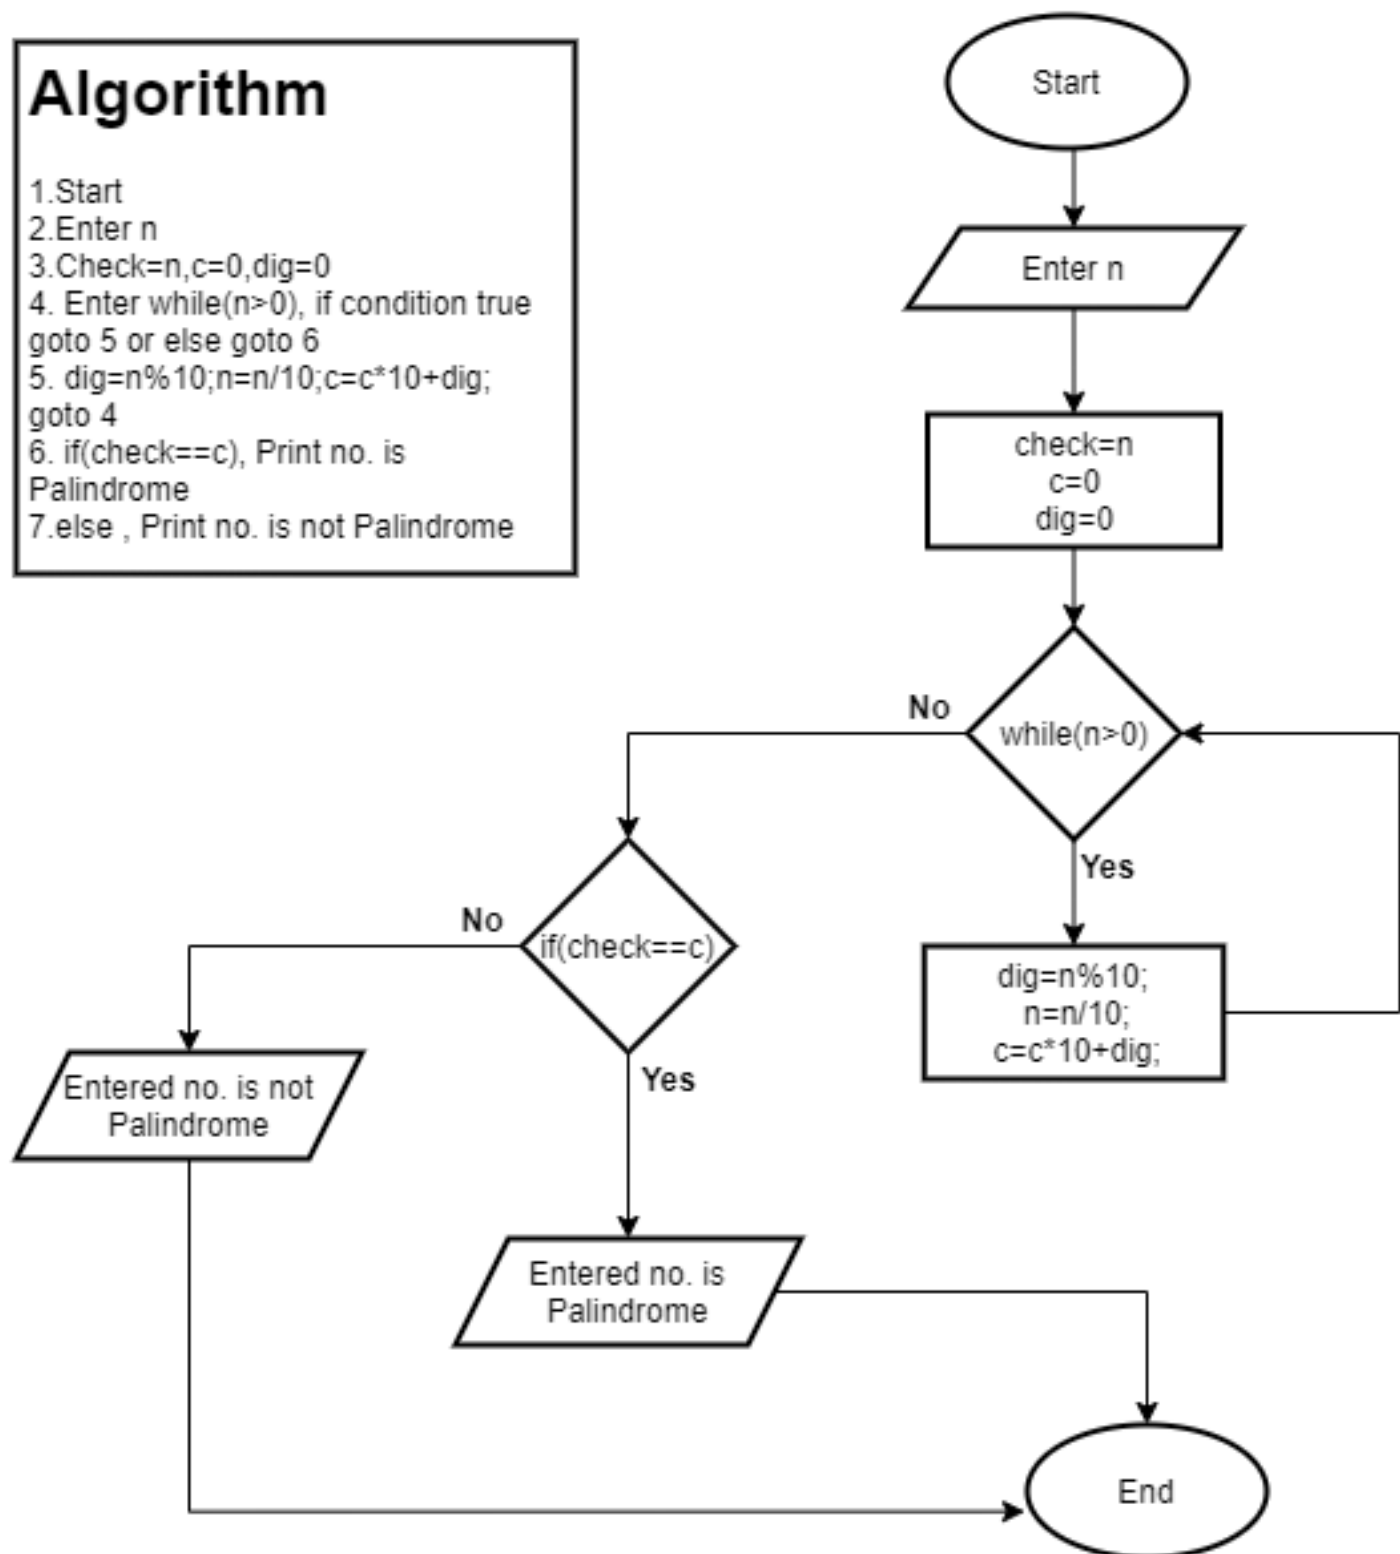 Algorithm
1.Start
2.Enter n
3.Check=n,c=0,dig=0
4. Enter while(n>0), if condition true
goto 5 or else goto 6
5. dig=n%10;n=n/10;c=c*10+dig;
goto 4
6. if(check==c), Print no. is
Palindrome
7.else , Print no. is not Palindrome
Start
Enter n
check=n
c=0
dig=0
while(n>0)
No
Yes
dig=n%10;
n=n/10;
c=c*10+dig;
if(check==c)
No
Yes
Entered no. is not
Palindrome
Entered no. is
Palindrome
End